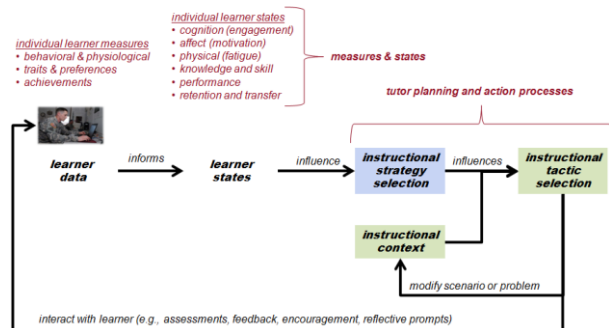 individual learner measures
• behavioral & physiological
• traits & preferences
• achievements
individual learner states
• cognition (engagement)
• affect (motivation)
• physical (fatigue)
• knowledge and skill
• performance
• retention and transfer
measures & states
tutor planning and action processes
learner
data
informs
learner
states
influence
instructional
strategy
selection
influences
instructional
tactic
selection
instructional
context
modify scenario or problem
interact with learner (e.g., assessments, feedback, encouragement, reflective prompts)